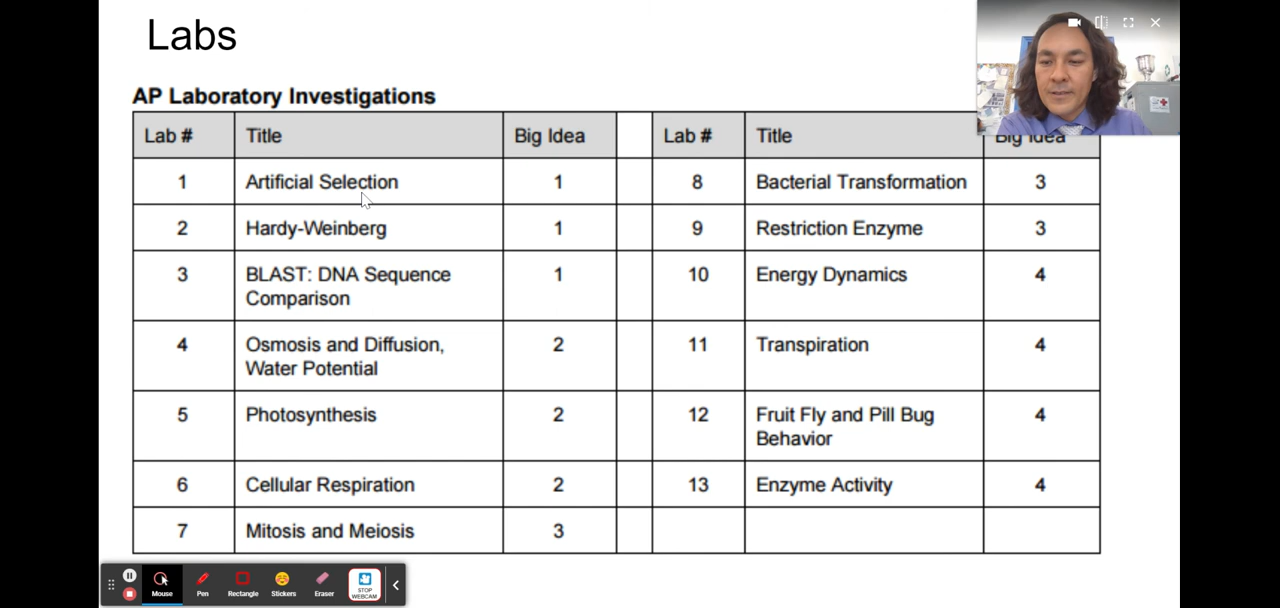 Labs
AP Laboratory Investigations
Lab # Title Big Idea Lab # Title Big Idea
1 Artificial Selection 1 8 Bacterial Transformation 3
2 Hardy-Weinberg 1 9 Restriction Enzyme 3
3 BLAST: DNA Sequence Comparison 1 10 Energy Dynamics 4
4 Osmosis and Diffusion, Water Potential 2 11 Transpiration 4
5 Photosynthesis 2 12 Fruit Fly and Pill Bug Behavior 4
6 Cellular Respiration 2 13 Enzyme Activity 4
7 Mitosis and Meiosis 3
Mouse Pen Rectangle Stickers Eraser STOP WEBCAM